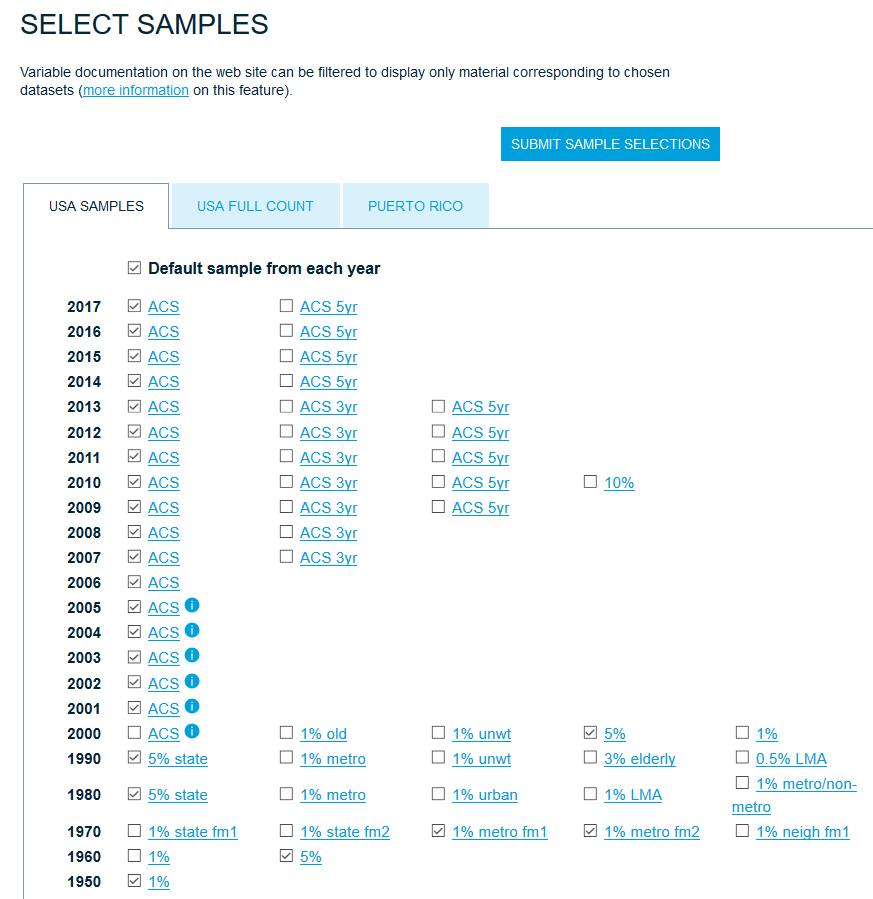 SELECT SAMPLES
Variable documentation on the web site can be filtered to display only material corresponding to chosen
datasets (more information on this feature).
SUBMIT SAMPLE SELECTIONS
USA SAMPLES USA FULL COUNT PUERTO RICO
Default sample from each year
2017 ACS ACS 5yr
2016 ACS ACS 5yr
2015 ACS ACS 5yr
2014 ACS ACS 5yr
2013 ACS ACS 3yr ACS 5yr
2012 ACS ACS 3yr ACS 5yr
2011 ACS ACS 3yr ACS 5yr
2010 ACS ACS 3yr ACS 5yr 10%
2009 ACS ACS 3yr ACS 5yr
2008 ACS ACS 3yr
2007 ACS ACS 3yr
2006 ACS
2005 ACS i
2004 ACS i
2003 ACS i
2002 ACS i
2001 ACS i
2000 ACS i 1% old 1% unwt 5% 1%
1990 5% state 1% metro 1% unwt 3% elderly 0.5% LMA
1980 5% state 1% metro 1% urban 1% LMA 1% metro/non-
metro
1970 1% state fm1 1% state fm2 1% metro fm1 1% metro fm2 1% neigh fm1
1960 1% 5%
1950 1%